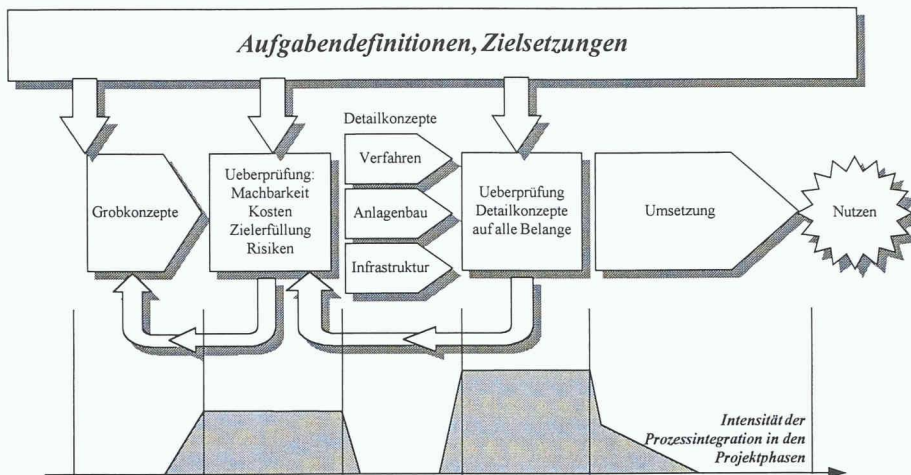 Aufgabendefinitionen, Zielsetzungen
Grobkonzepte
Ueberprüfung:
Machbarkeit
Kosten
Zielerfüllung
Risiken
Detailkonzepte
Verfahren
Anlagenbau
Infrastruktur
Ueberprüfung
Detailkonzepte
auf alle Belange
Umsetzung
Nutzen
Intensität der
Prozessintegration in den
Projektphasen